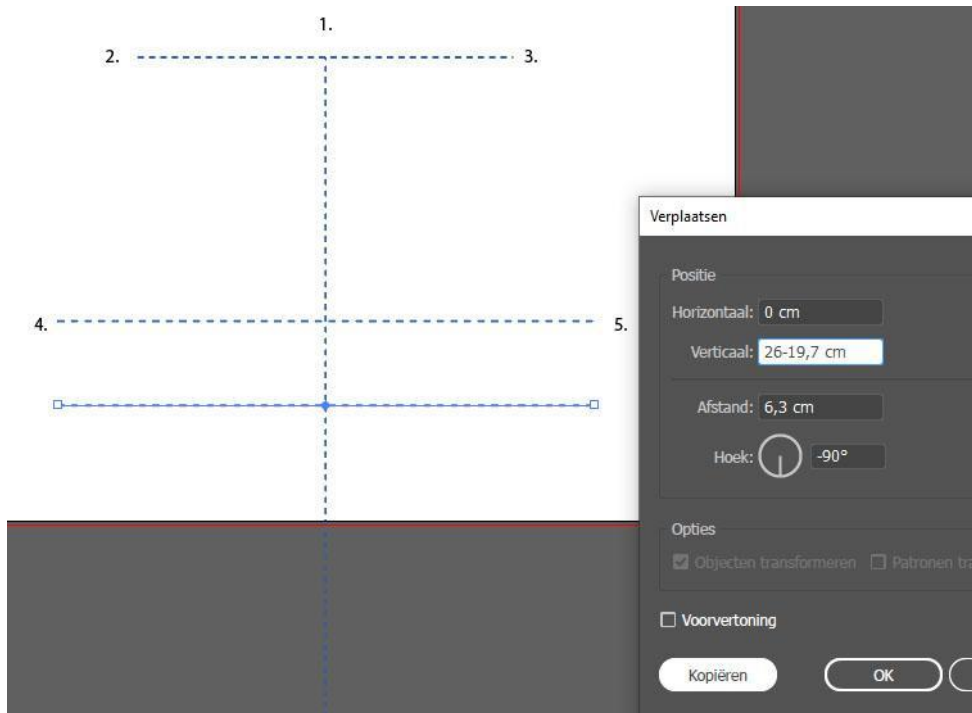 1.
2.
3.
4.
5.
Verplaatsen
Positie
Horizontaal: 0 cm
Verticaal: 26-19,7 cm
Afstand: 6,3 cm
Hoek: -90°
Opties
Objecten transformeren Patronen
Voorvertoning
Kopiëren OK